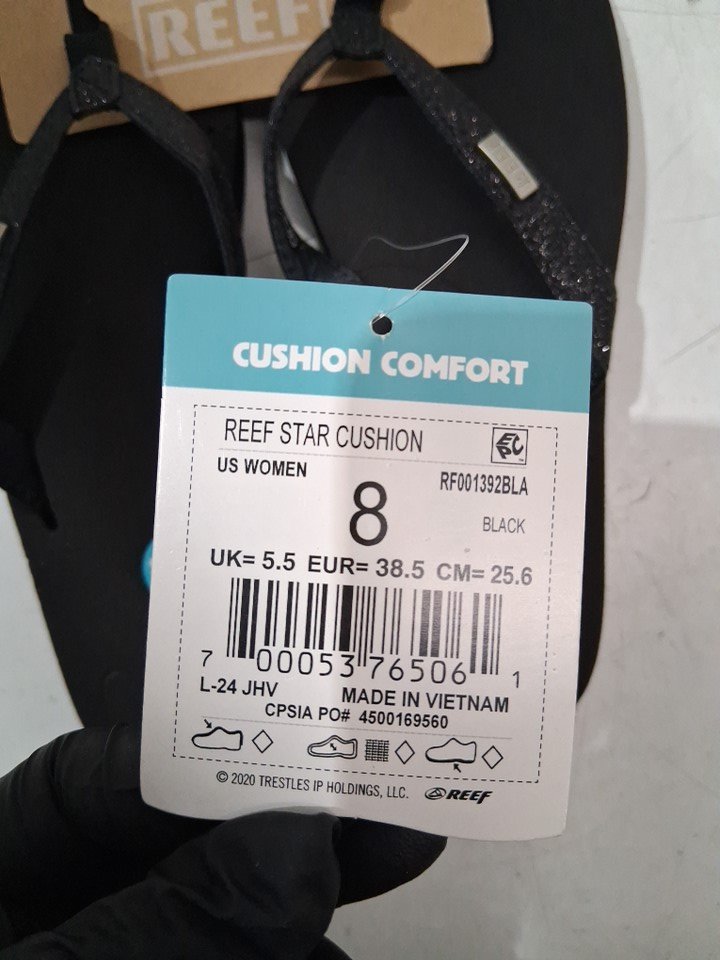 REEF
CUSHION COMFORT
REEF STAR CUSHION
US WOMEN
RF001392BLA
8
BLACK
UK= 5.5 EUR= 38.5 CM= 25.6
7 00053 76506 1
L-24 JHV MADE IN VIETNAM
CPSIA PO# 4500169560
© 2020 TRESTLES IP HOLDINGS, LLC. REEF